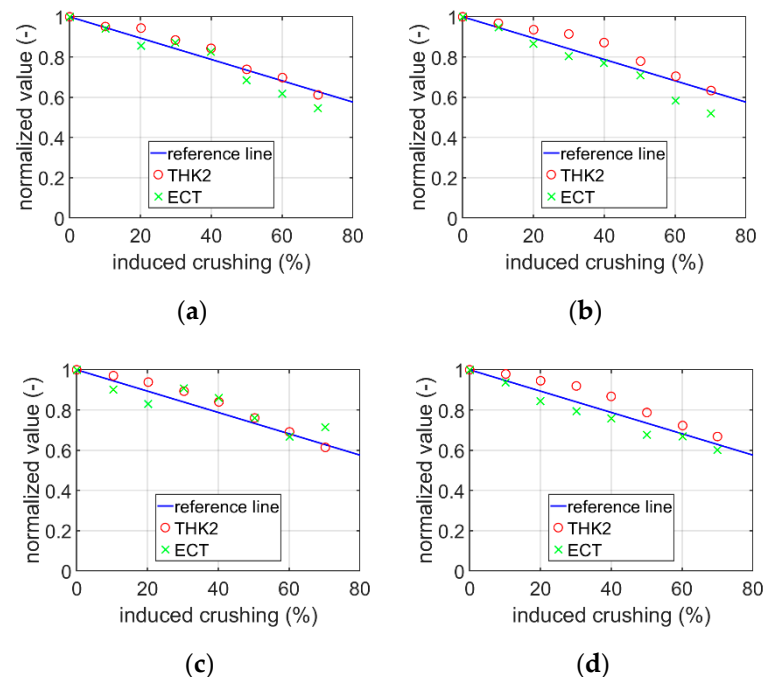 normalized value (-)
0
0.2
0.4
0.6
0.8
1
reference line
THK2
ECT
0
20
40
60
80
induced crushing (%)
(a)
normalized value (-)
0
0.2
0.4
0.6
0.8
1
reference line
THK2
ECT
0
20
40
60
80
induced crushing (%)
(b)
normalized value (-)
0
0.2
0.4
0.6
0.8
1
reference line
THK2
ECT
0
20
40
60
80
induced crushing (%)
(c)
normalized value (-)
0
0.2
0.4
0.6
0.8
1
reference line
THK2
ECT
0
20
40
60
80
induced crushing (%)
(d)